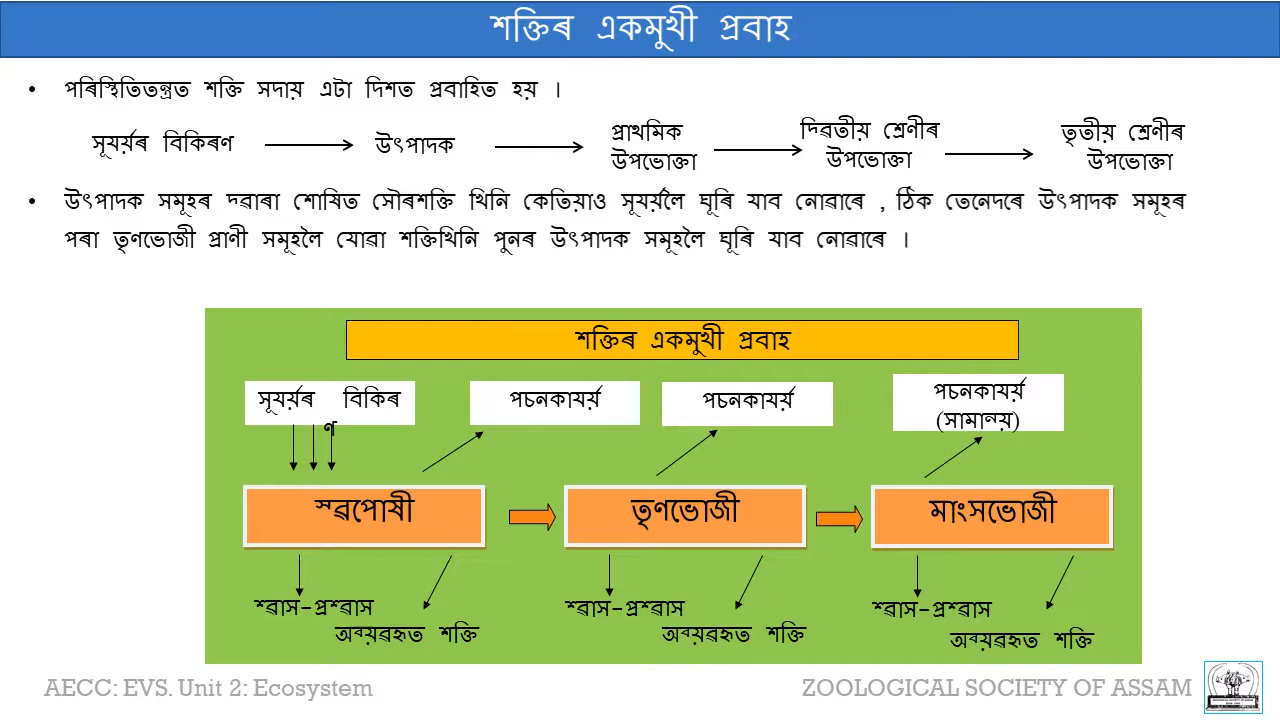 শক্তিৰ একমুখী প্ৰবাহ
• পৰিস্থিতিতন্ত্ৰত শক্তি সদায় এটা দিশত প্ৰবাহিত হয় ।
সূৰ্য্যৰ বিকিৰণ
উৎপাদক
প্ৰাথমিক
উপভোক্তা
দ্বিতীয় শ্ৰেণীৰ
উপভোক্তা
তৃতীয় শ্ৰেণীৰ
উপভোক্তা
• উৎপাদক সমূহৰ দ্বাৰা শোষিত সৌৰশক্তি খিনি কেতিয়াও সূৰ্য্যলৈ ঘূৰি যাব নোৱাৰে , ঠিক তেনেদৰে উৎপাদক সমূহৰ
পৰা তৃণভোজী প্ৰাণী সমূহলৈ যোৱা শক্তিখিনি পুনৰ উৎপাদক সমূহলৈ ঘূৰি যাব নোৱাৰে ।
শক্তিৰ একমুখী প্ৰবাহ
সূৰ্য্যৰ বিকিৰ
ণ
পচনকাৰ্য্য
পচনকাৰ্য্য
পচনকাৰ্য্য
(সামান্য)
স্বপোষী
তৃণভোজী
মাংসভোজী
শ্বাস-প্ৰশ্বাস
অব্যৱহৃত শক্তি
শ্বাস-প্ৰশ্বাস
অব্যৱহৃত শক্তি
শ্বাস-প্ৰশ্বাস
অব্যৱহৃত শক্তি
AECC: EVS. Unit 2: Ecosystem
ZOOLOGICAL SOCIETY OF ASSAM